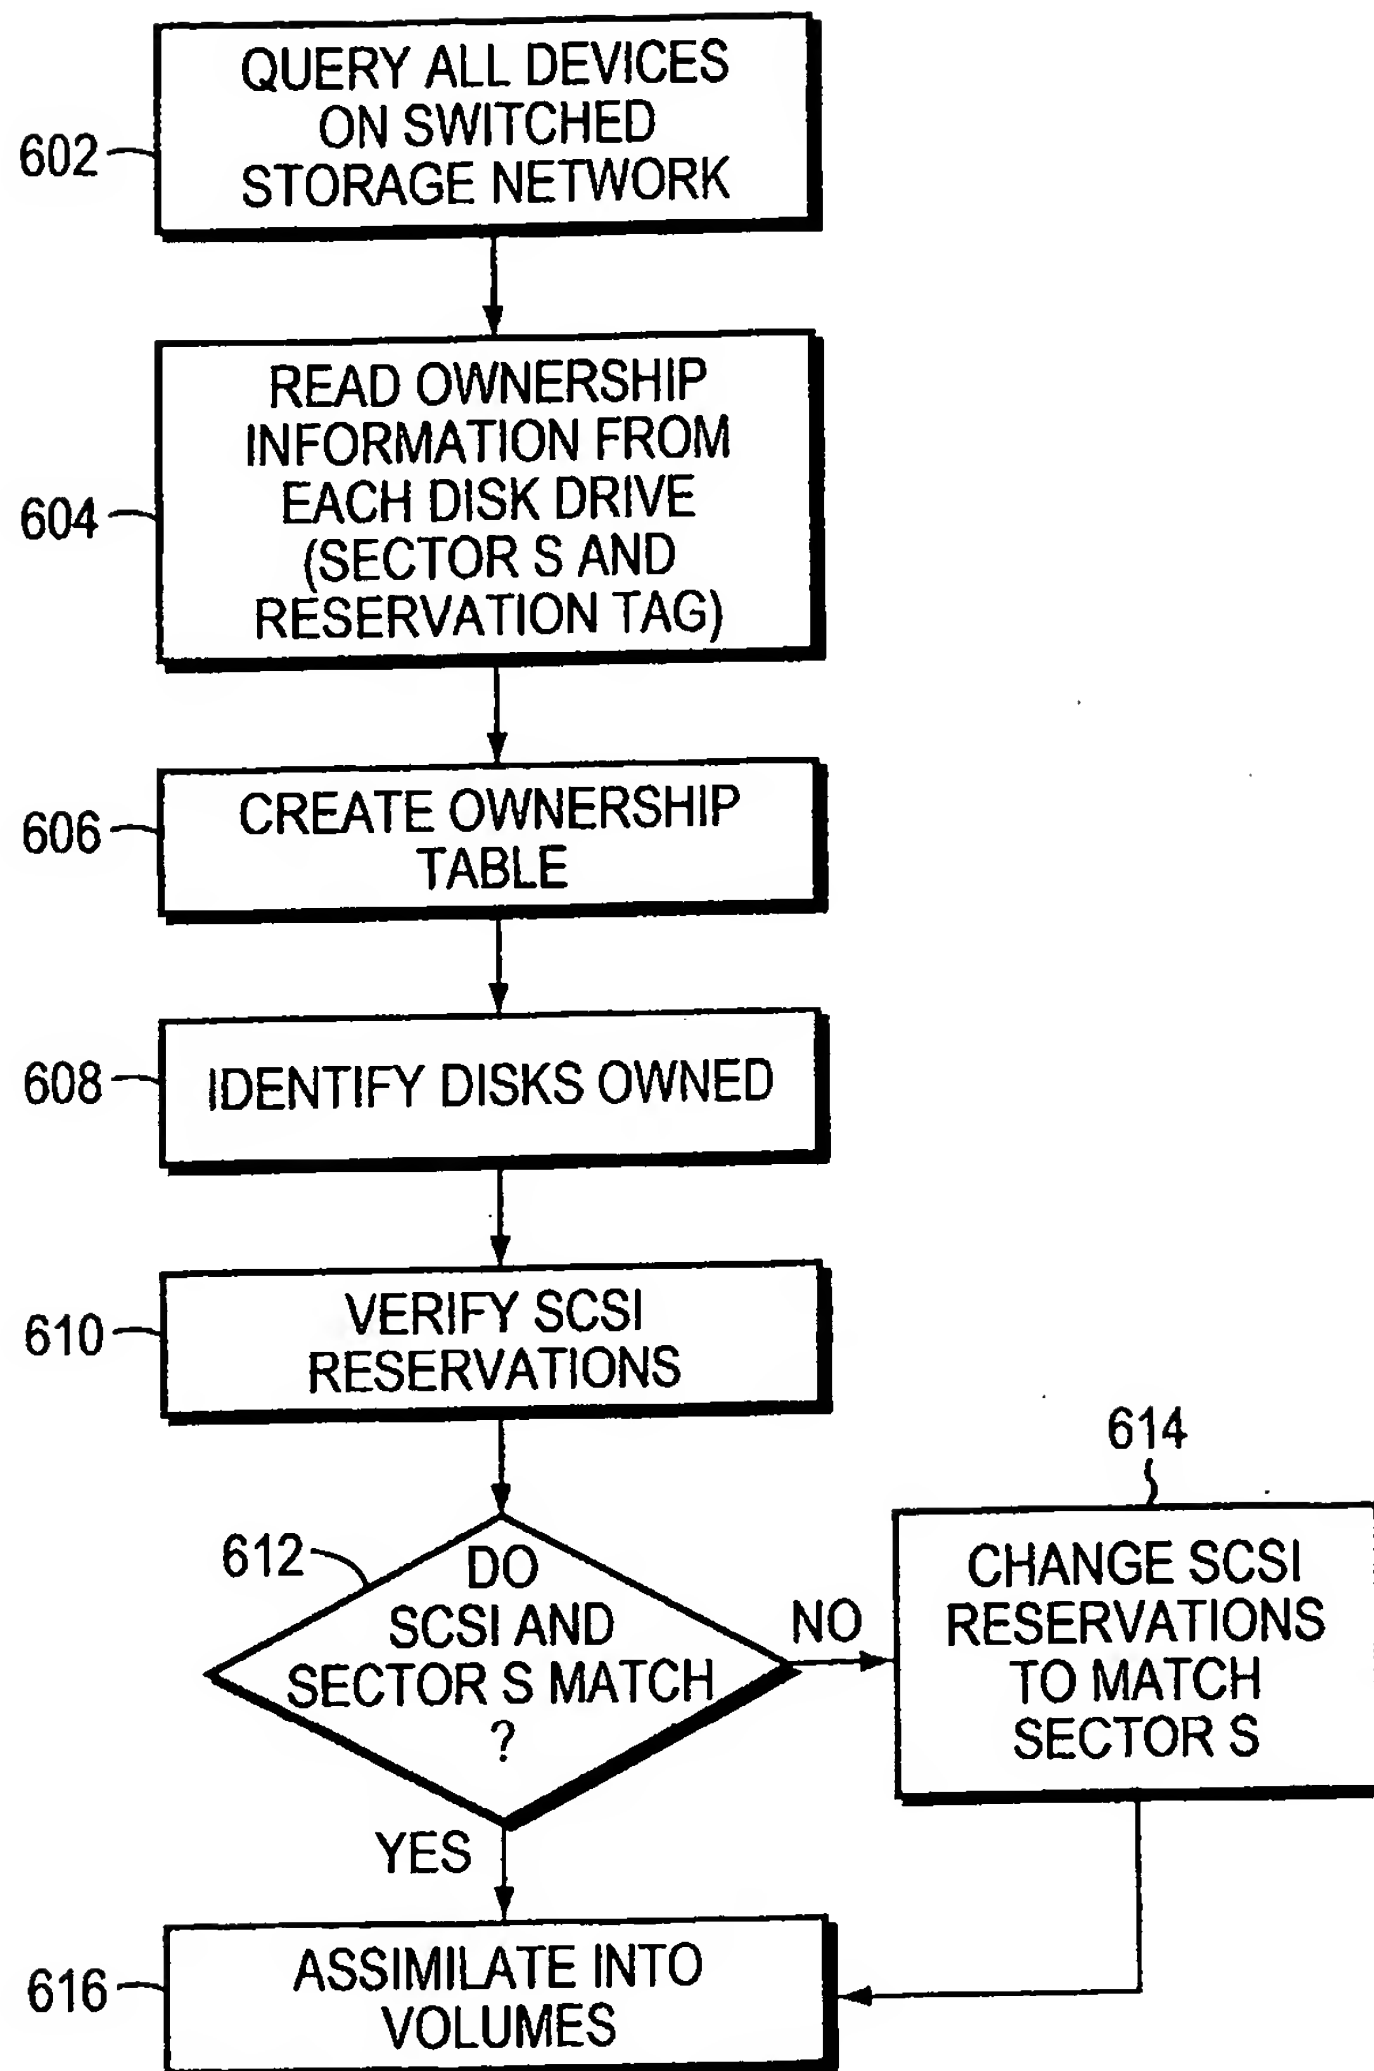 602
QUERY ALL DEVICES
ON SWITCHED
STORAGE NETWORK
604
READ OWNERSHIP
INFORMATION FROM
EACH DISK DRIVE
(SECTOR S AND
RESERVATION TAG)
606
CREATE OWNERSHIP
TABLE
608
IDENTIFY DISKS OWNED
610
VERIFY SCSI
RESERVATIONS
612
DO
SCSI AND
SECTOR S MATCH
?
NO
614
CHANGE SCSI
RESERVATIONS
TO MATCH
SECTOR S
YES
616
ASSIMILATE INTO
VOLUMES